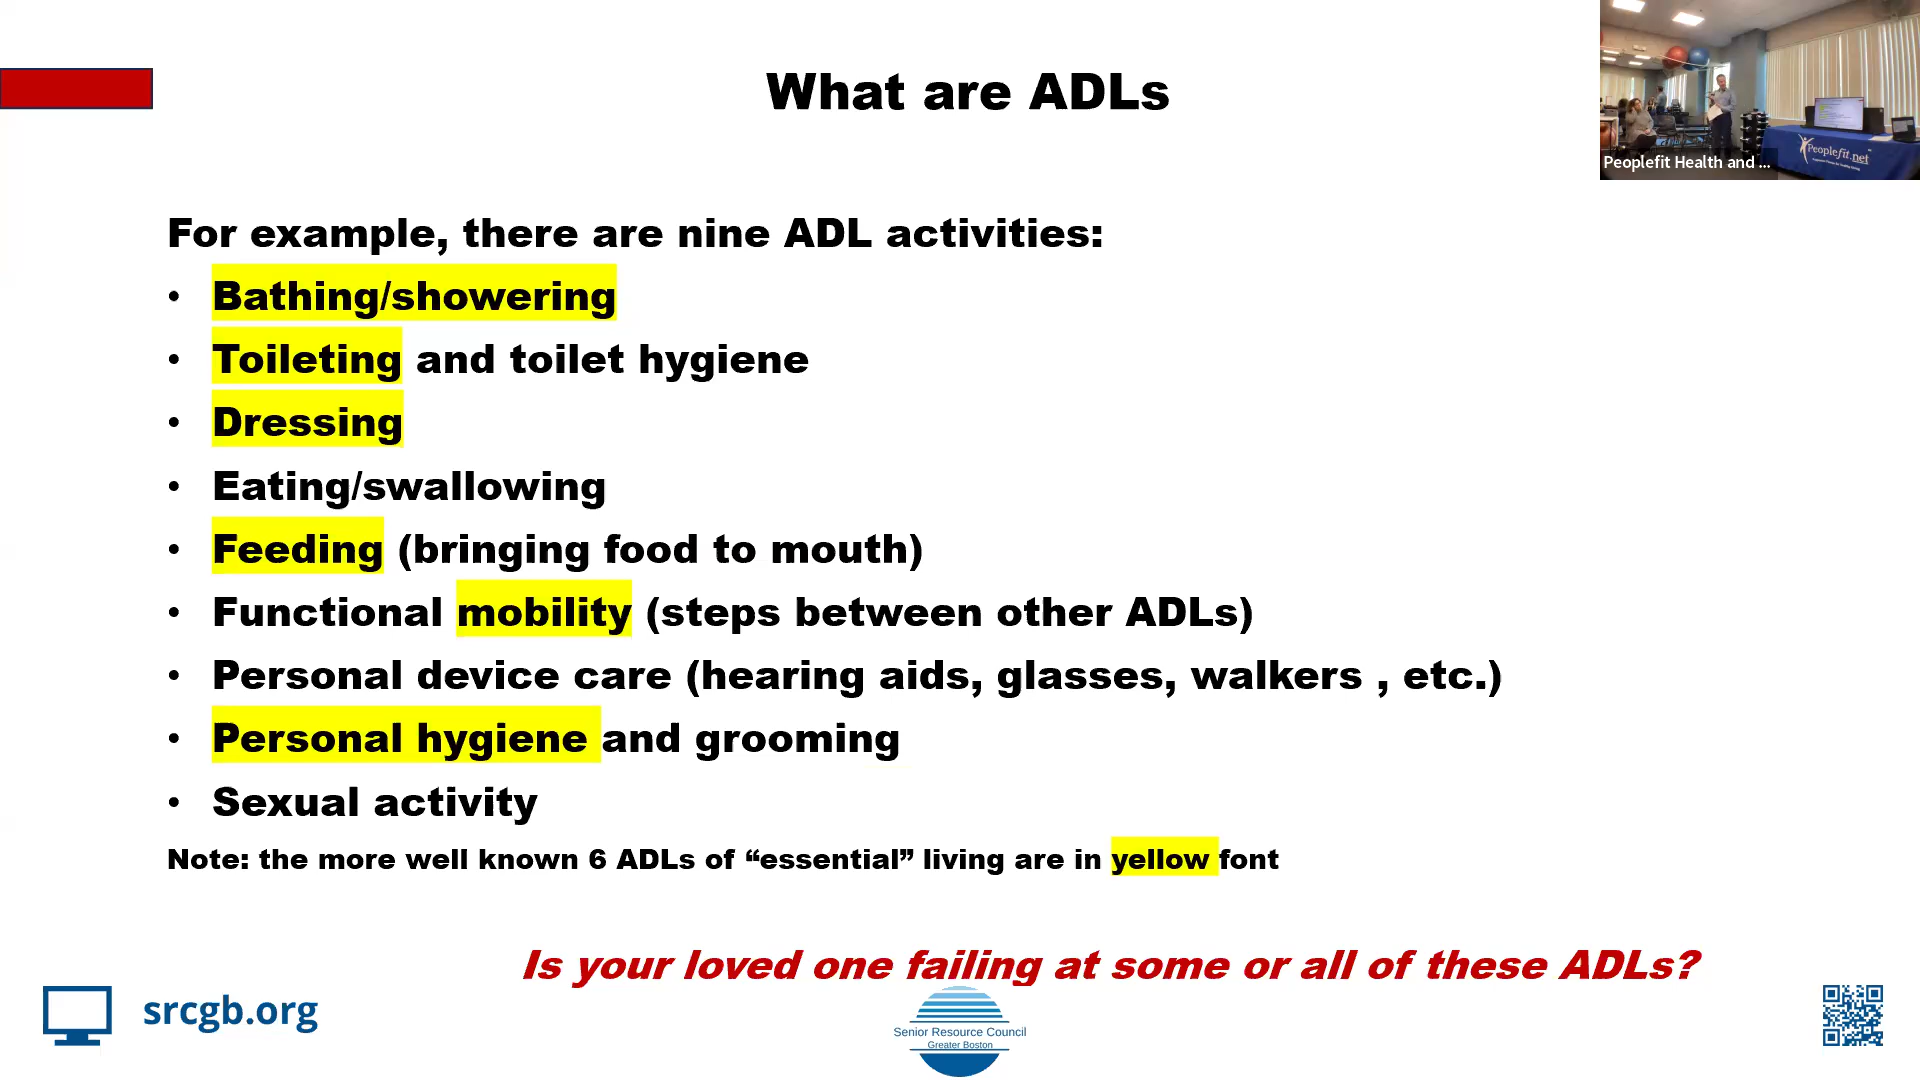 What are ADLs
Peoplefit Health and ...
Peoplefit.net
For example, there are nine ADL activities:
• Bathing/showering
• Toileting and toilet hygiene
• Dressing
• Eating/swallowing
• Feeding (bringing food to mouth)
• Functional mobility (steps between other ADLs)
• Personal device care (hearing aids, glasses, walkers , etc.)
• Personal hygiene and grooming
• Sexual activity
Note: the more well known 6 ADLs of “essential” living are in yellow font
Is your loved one failing at some or all of these ADLs?
srcgb.org
Senior Resource Council
Greater Boston